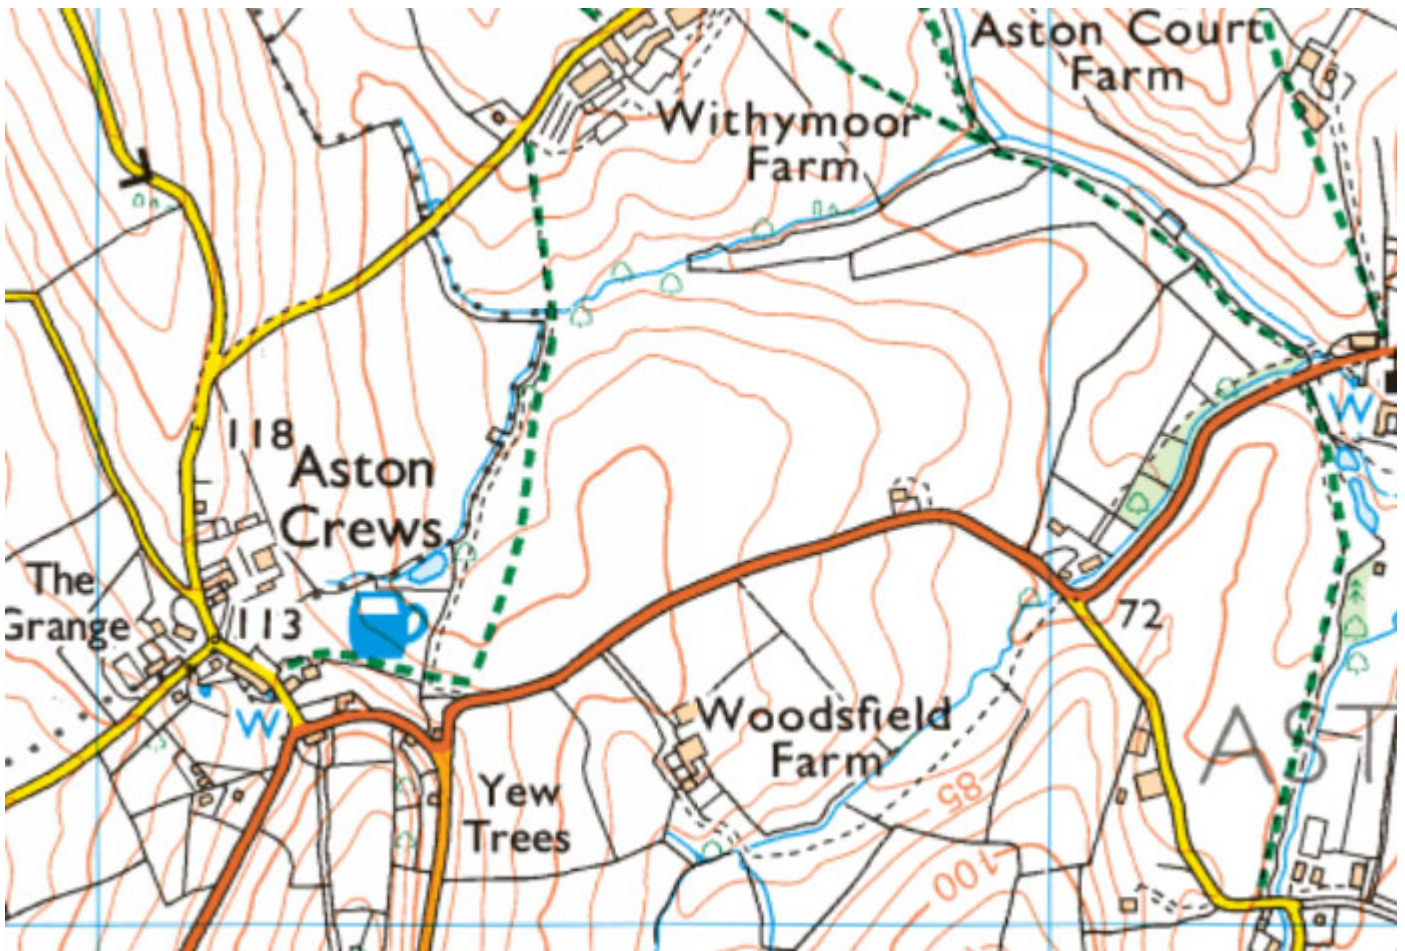 Aston Court
Farm
Withymoor
Farm
118
Aston
Crews
W
The
Grange
113
72
W
Woodsfield
Farm
AST
Yew
Trees
85
100